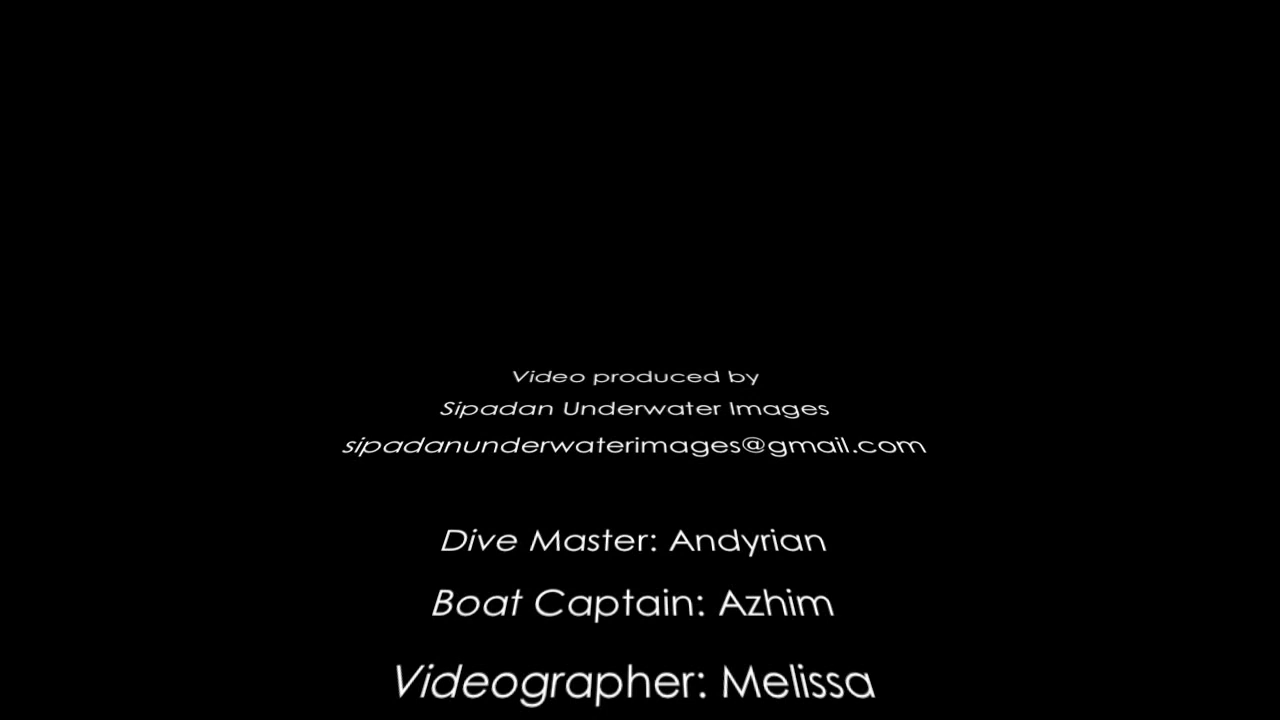 Video produced by
Sipadan Underwater Images
sipadanunderwaterimages@gmail.com
Dive Master: Andyrian
Boat Captain: Azhim
Videographer: Melissa